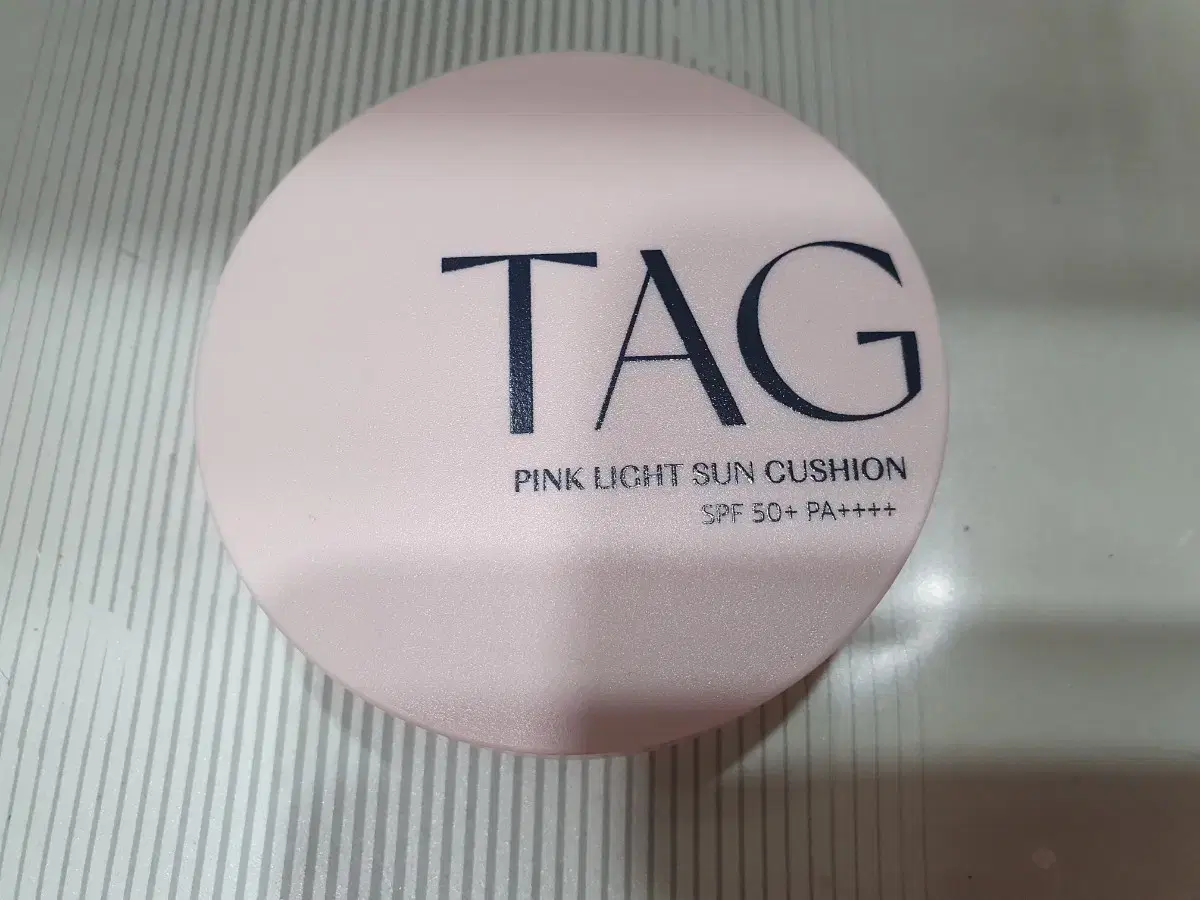 TAG
PINK LIGHT SUN CUSHION
SPF 50+ PA++++